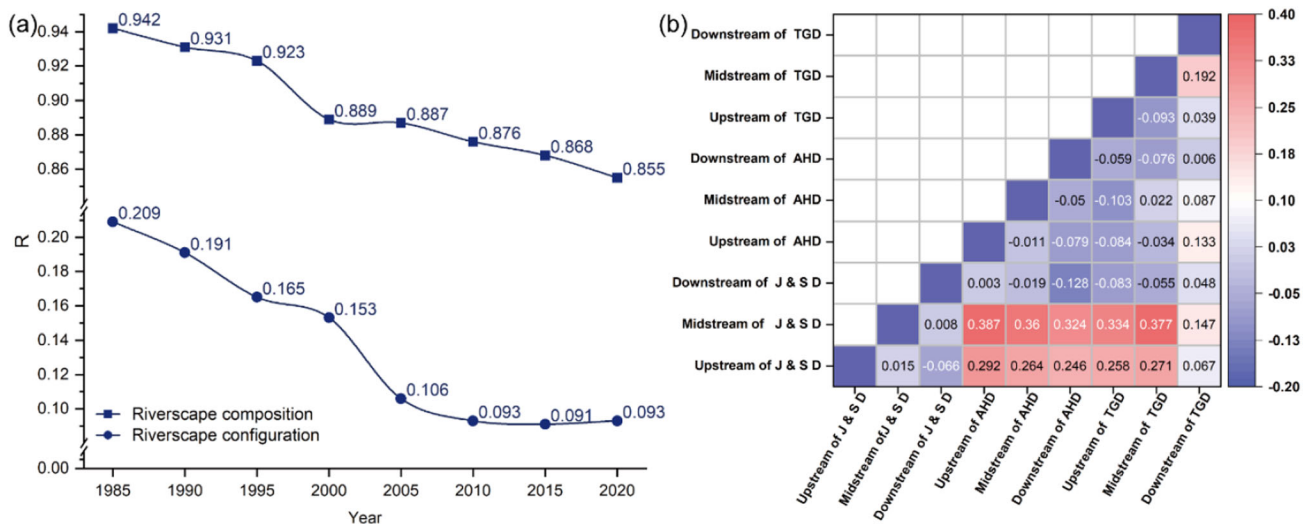 (a)
0.94
0.92
0.90
0.88
0.86
0.20
0.18
0.16
0.14
0.12
0.10
0.00
R
0.942
0.931
0.923
0.889
0.887
0.876
0.868
0.855
0.209
0.191
0.165
0.153
0.106
0.093
0.091
0.093
Riverscape composition
Riverscape configuration
1985 1990 1995 2000 2005 2010 2015 2020
Year
(b)
Downstream of TGD
Midstream of TGD 0.192
Upstream of TGD -0.093 0.039
Downstream of AHD -0.059 -0.076 0.006
Midstream of AHD -0.05 -0.103 0.022 0.087
Upstream of AHD -0.011 -0.079 -0.084 -0.034 0.133
Downstream of J & S D 0.003 -0.019 -0.128 -0.083 -0.055 0.048
Midstream of J & S D 0.008 0.387 0.36 0.324 0.334 0.377 0.147
Upstream of J & S D 0.015 -0.066 0.292 0.264 0.246 0.258 0.271 0.067
Upstream of J & S D
Midstream of J & S D
Downstream of J & S D
Upstream of AHD
Midstream of AHD
Downstream of AHD
Upstream of TGD
Midstream of TGD
Downstream of TGD
0.40
0.33
0.25
0.18
0.10
0.03
-0.05
-0.13
-0.20